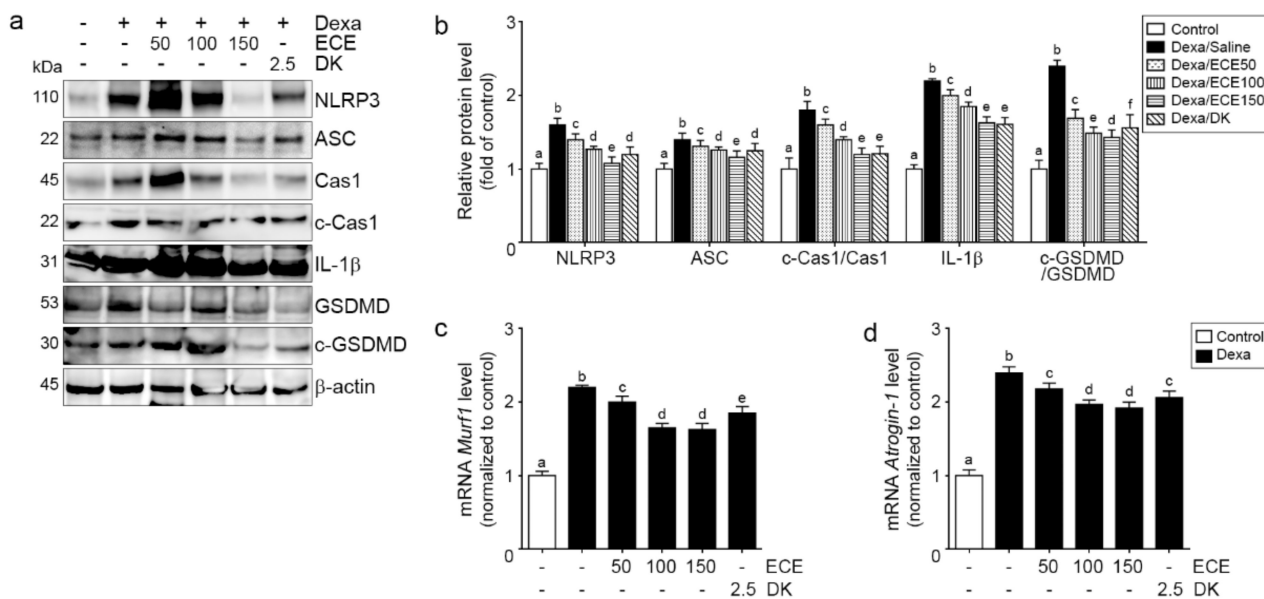 a
- + + + + + Dexa
- - 50 100 150 - ECE
- - - - - 2.5 DK
kDa
110 NLRP3
22 ASC
45 Cas1
22 c-Cas1
31 IL-1β
53 GSDMD
30 c-GSDMD
45 β-actin
b
Relative protein level
(fold of control)
3
2
1
0
a b c d e d
a b c d e d
a b c d e e
a b c d e e
a b c d e f
NLRP3 ASC c-Cas1/Cas1 IL-1β c-GSDMD
/GSDMD
Control
Dexa/Saline
Dexa/ECE50
Dexa/ECE100
Dexa/ECE150
Dexa/DK
c
mRNA Murf1 level
(normalized to control)
3
2
1
0
a b c d d e
- - 50 100 150 - ECE
- - - - - 2.5 DK
d
mRNA Atrogin-1 level
(normalized to control)
3
2
1
0
a b c d d c
- - 50 100 150 - ECE
- - - - - 2.5 DK
Control
Dexa